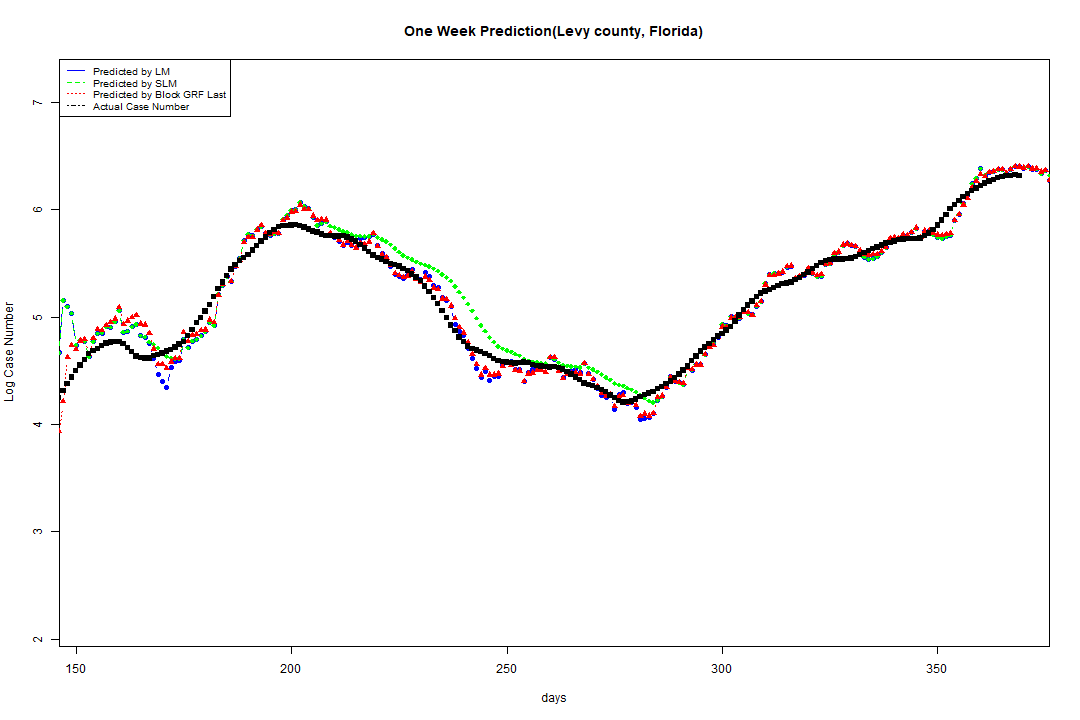 One Week Prediction(Levy county, Florida)
Predicted by LM
Predicted by SLM
Predicted by Block GRF Last
Actual Case Number
7
6
5
4
3
2
Log Case Number
150 200 250 300 350
days